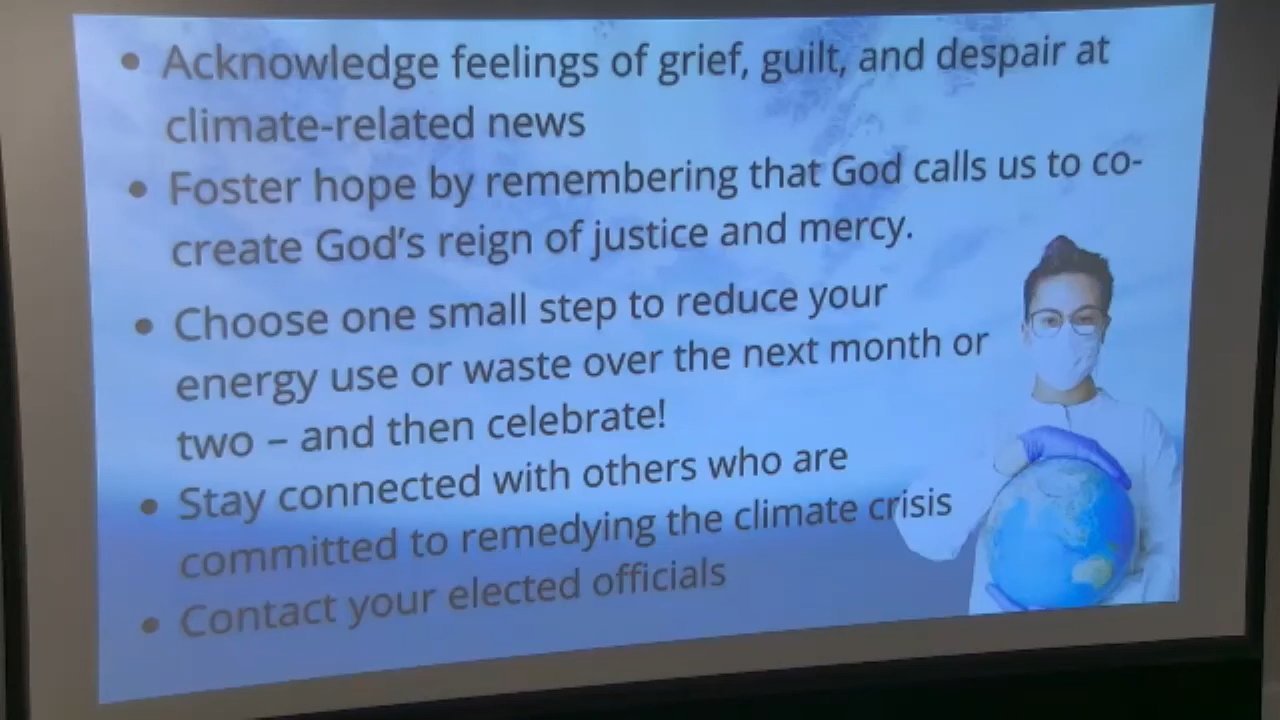 • Acknowledge feelings of grief, guilt, and despair at
climate-related news
• Foster hope by remembering that God calls us to co-
create God's reign of justice and mercy.
• Choose one small step to reduce your
energy use or waste over the next month or
two – and then celebrate!
• Stay connected with others who are
committed to remedying the climate crisis
• Contact your elected officials